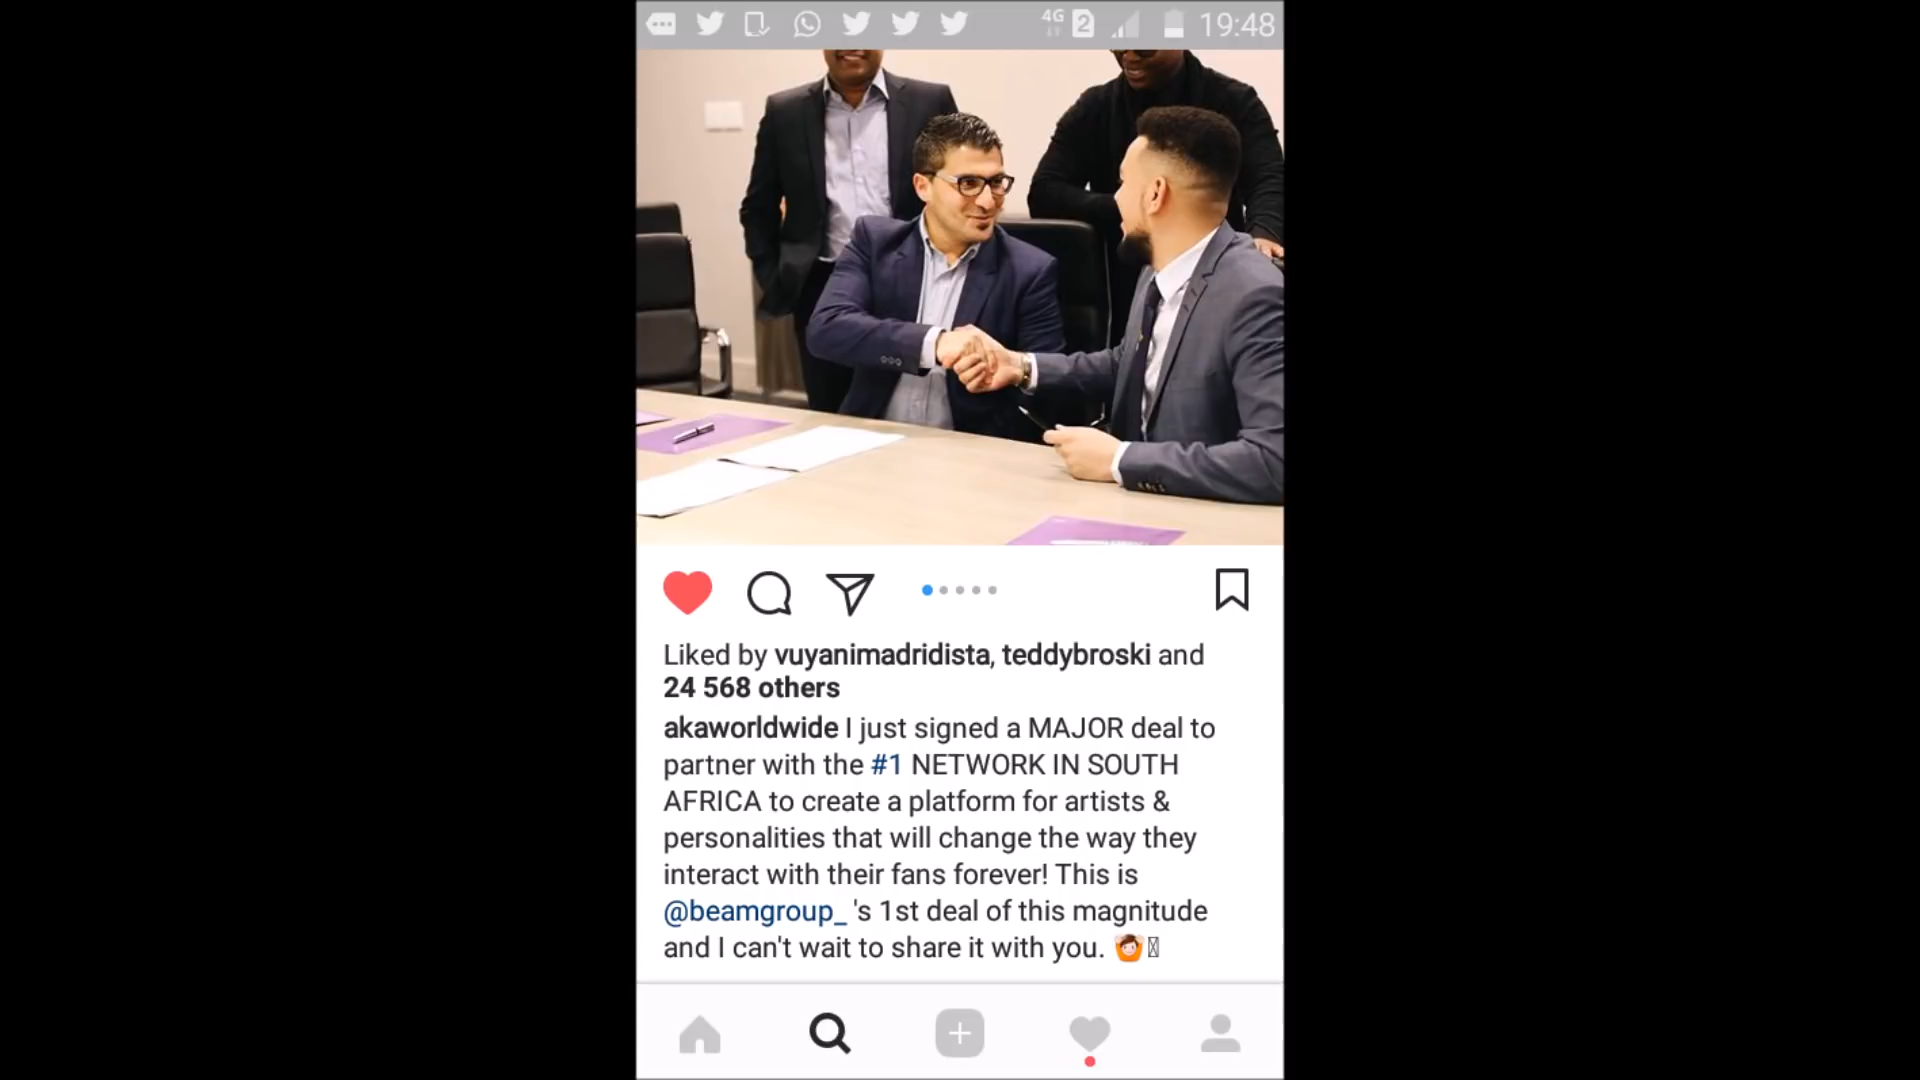 4G 2 19:48
Liked by vuyanimadridista, teddybroski and
24 568 others
akaworldwide I just signed a MAJOR deal to
partner with the #1 NETWORK IN SOUTH
AFRICA to create a platform for artists &
personalities that will change the way they
interact with their fans forever! This is
@beamgroup_ 's 1st deal of this magnitude
and I can't wait to share it with you. 🙆